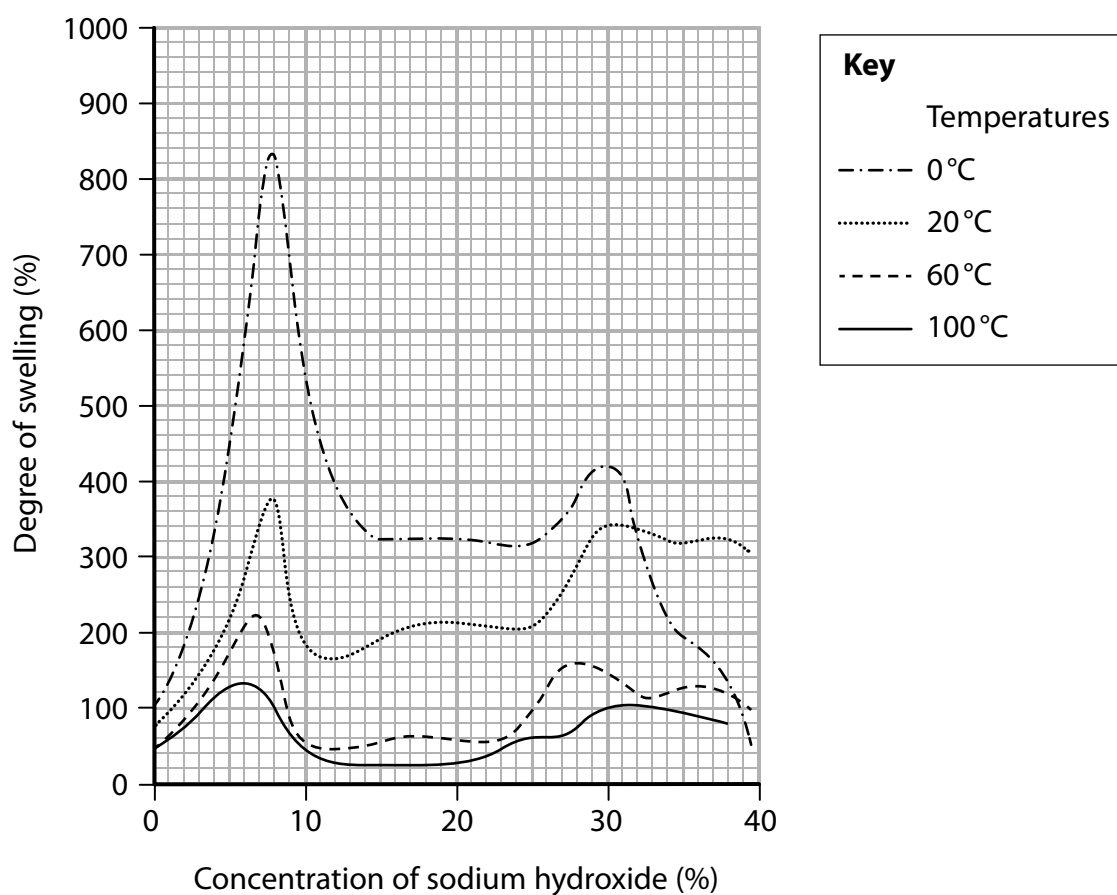 1000
900
800
700
600
500
400
300
200
100
0
Degree of swelling (%)
0 10 20 30 40
Concentration of sodium hydroxide (%)
Key
Temperatures
0 °C
20 °C
60 °C
100 °C